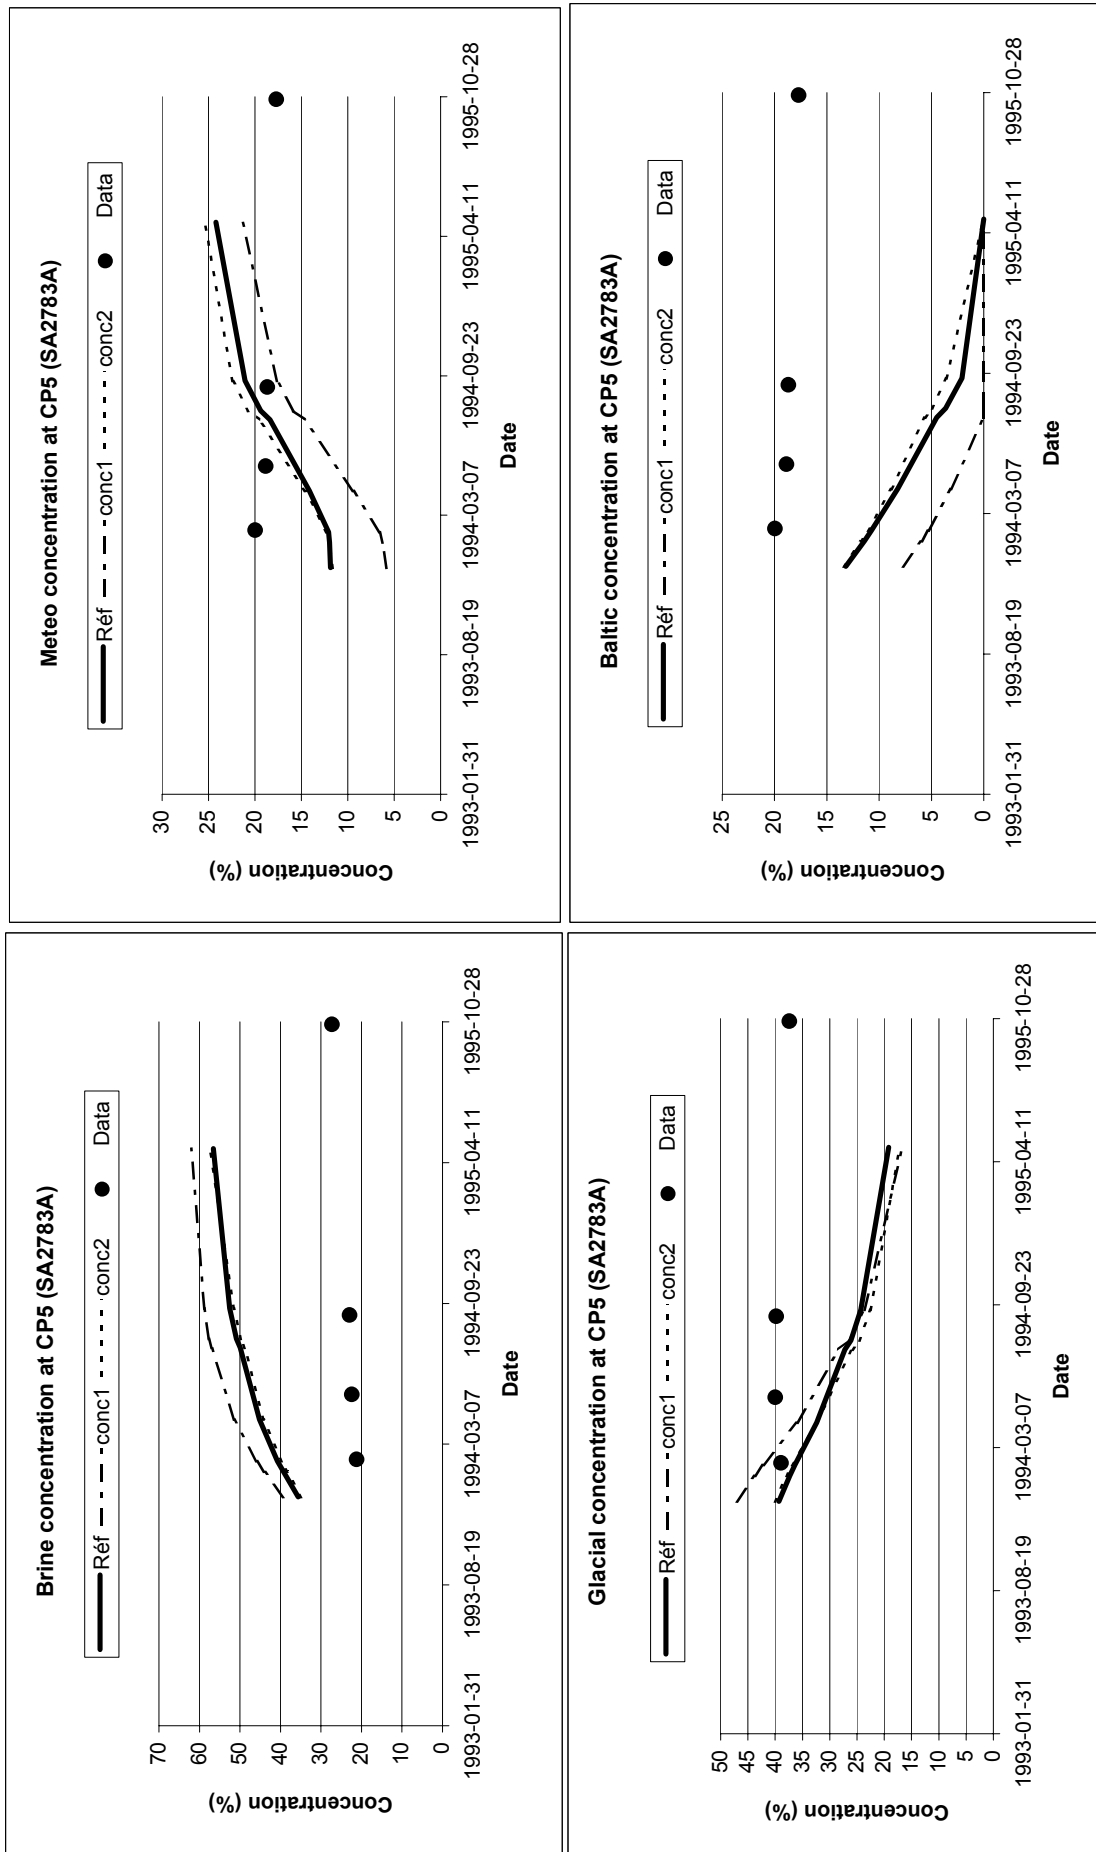 Brine concentration at CP5 (SA2783A)
Réf conc1 conc2 Data
70
60
50
40
30
20
10
0
Concentration (%)
1993-01-31 1993-08-19 1994-03-07 1994-09-23 1995-04-11 1995-10-28
Date
Meteo concentration at CP5 (SA2783A)
Réf conc1 conc2 Data
30
25
20
15
10
5
0
Concentration (%)
1993-01-31 1993-08-19 1994-03-07 1994-09-23 1995-04-11 1995-10-28
Date
Glacial concentration at CP5 (SA2783A)
Réf conc1 conc2 Data
50
45
40
35
30
25
20
15
10
5
0
Concentration (%)
1993-01-31 1993-08-19 1994-03-07 1994-09-23 1995-04-11 1995-10-28
Date
Baltic concentration at CP5 (SA2783A)
Réf conc1 conc2 Data
25
20
15
10
5
0
Concentration (%)
1993-01-31 1993-08-19 1994-03-07 1994-09-23 1995-04-11 1995-10-28
Date